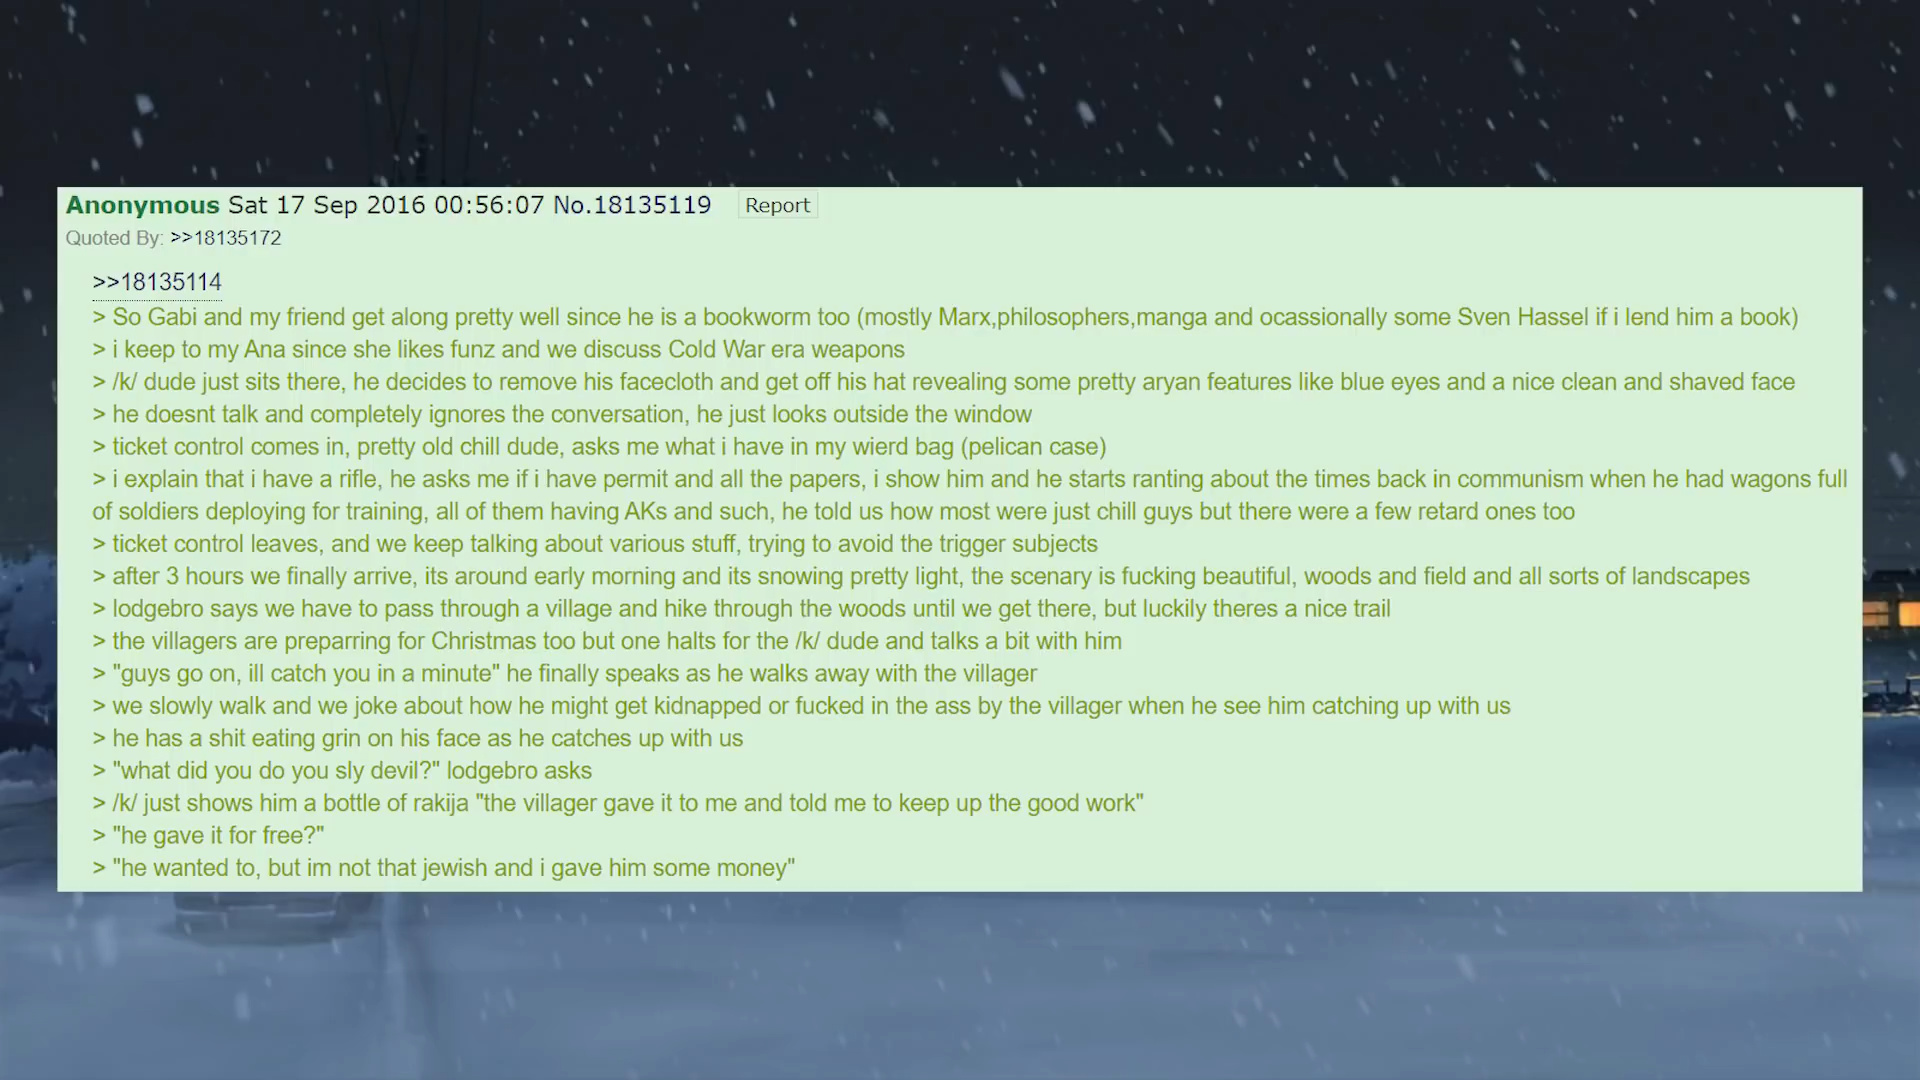 Anonymous Sat 17 Sep 2016 00:56:07 No.18135119 Report
Quoted By: >>18135172
>>18135114
> So Gabi and my friend get along pretty well since he is a bookworm too (mostly Marx,philosophers,manga and ocassionally some Sven Hassel if i lend him a book)
> i keep to my Ana since she likes funz and we discuss Cold War era weapons
> /k/ dude just sits there, he decides to remove his facecloth and get off his hat revealing some pretty aryan features like blue eyes and a nice clean and shaved face
> he doesnt talk and completely ignores the conversation, he just looks outside the window
> ticket control comes in, pretty old chill dude, asks me what i have in my wierd bag (pelican case)
> i explain that i have a rifle, he asks me if i have permit and all the papers, i show him and he starts ranting about the times back in communism when he had wagons full
of soldiers deploying for training, all of them having AKs and such, he told us how most were just chill guys but there were a few retard ones too
> ticket control leaves, and we keep talking about various stuff, trying to avoid the trigger subjects
> after 3 hours we finally arrive, its around early morning and its snowing pretty light, the scenary is fucking beautiful, woods and field and all sorts of landscapes
> lodgebro says we have to pass through a village and hike through the woods until we get there, but luckily theres a nice trail
> the villagers are preparring for Christmas too but one halts for the /k/ dude and talks a bit with him
> "guys go on, ill catch you in a minute" he finally speaks as he walks away with the villager
> we slowly walk and we joke about how he might get kidnapped or fucked in the ass by the villager when he see him catching up with us
> he has a shit eating grin on his face as he catches up with us
> "what did you do you sly devil?" lodgebro asks
> /k/ just shows him a bottle of rakija "the villager gave it to me and told me to keep up the good work"
> "he gave it for free?"
> "he wanted to, but im not that jewish and i gave him some money"